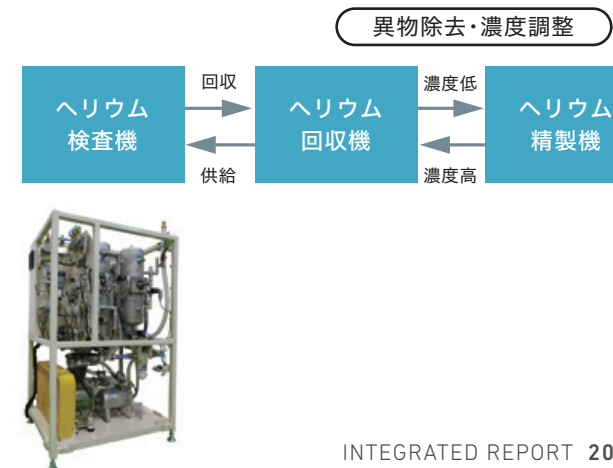 異物除去・濃度調整
ヘリウム
検査機
回収
供給
ヘリウム
回収機
濃度低
濃度高
ヘリウム
精製機
INTEGRATED REPORT 20